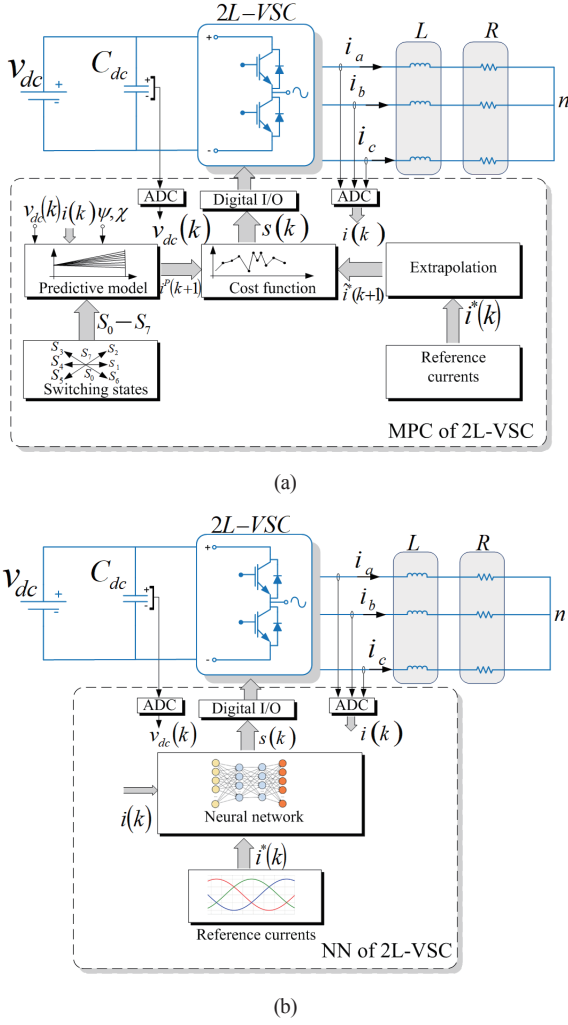 2L-VSC
v_dc
C_dc
+
-
i_a
i_b
i_c
L
R
n
ADC
Digital I/O
ADC
v_dc(k) i(k) ψ, χ
v_dc(k)
s(k)
i(k)
Predictive model
i^p(k+1)
Cost function
ĩ*(k+1)
Extrapolation
S_0 – S_7
i*(k)
S_3
S_7
S_2
S_4
S_1
S_5
S_0
S_6
Switching states
Reference currents
MPC of 2L-VSC
(a)
2L-VSC
v_dc
C_dc
+
-
i_a
i_b
i_c
L
R
n
ADC
Digital I/O
ADC
v_dc(k)
s(k)
i(k)
i(k)
Neural network
i*(k)
Reference currents
NN of 2L-VSC
(b)